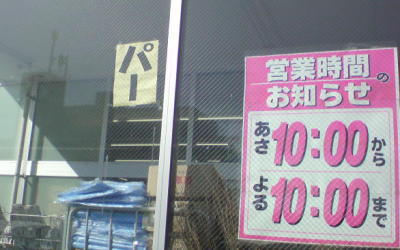 パー
営業時間の
お知らせ
あさ10:00から
よる10:00まで